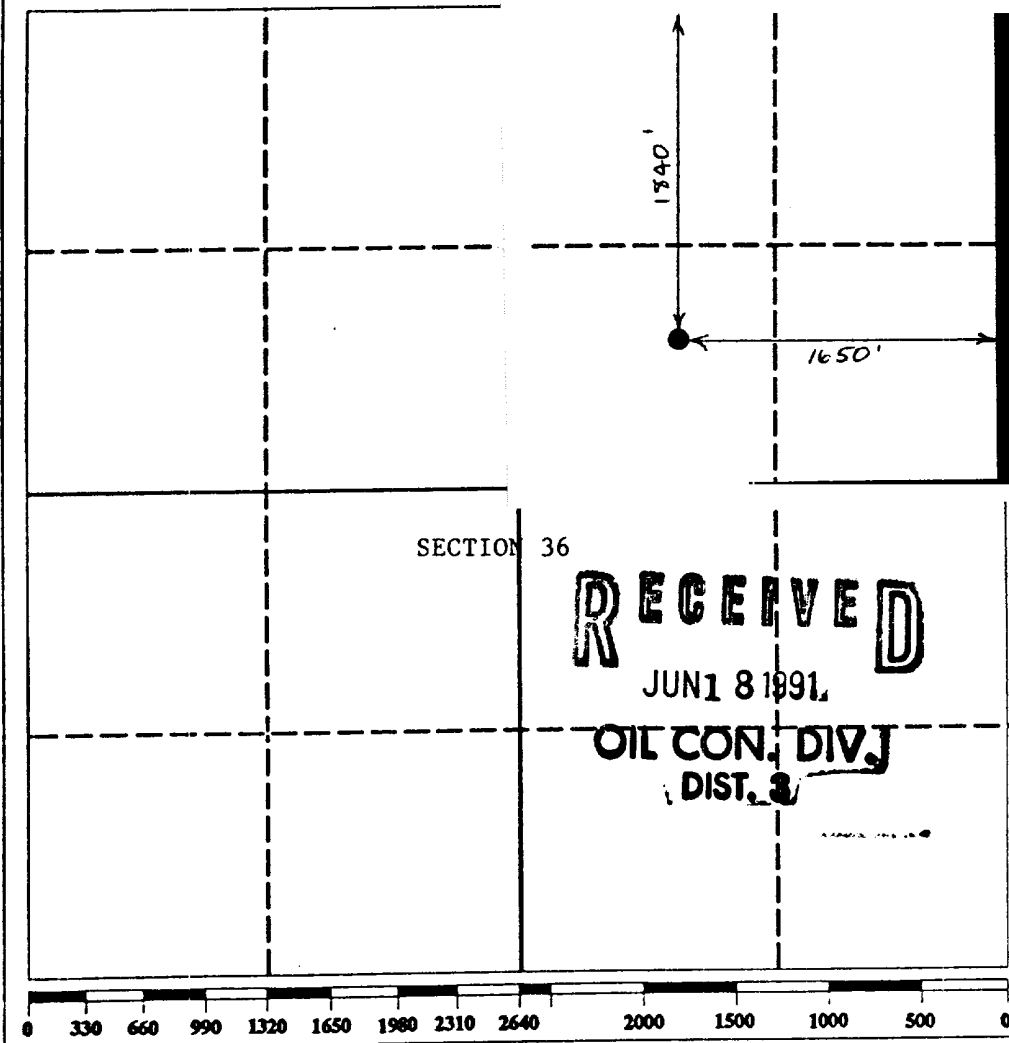 1840'
1650'
SECTION 36
RECEIVED
JUN 18 1991
OIL CON. DIV.
DIST. 3
0 330 660 990 1320 1650 1980 2310 2640 2000 1500 1000 500 0